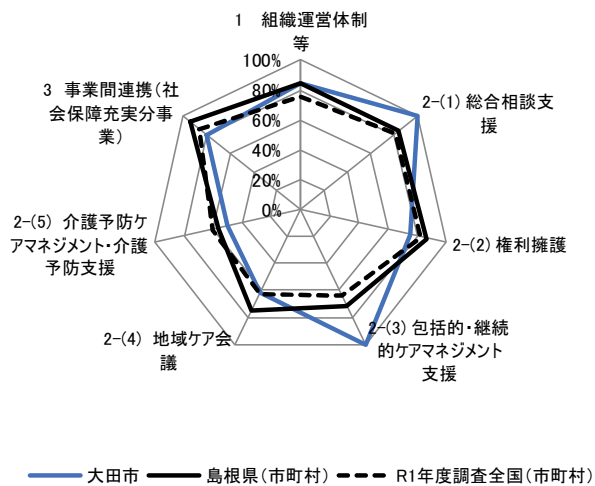 1 組織運営体制
等
100%
80%
60%
40%
20%
0%
2-(1) 総合相談支
援
2-(2) 権利擁護
2-(3) 包括的・継続
的ケアマネジメント
支援
2-(4) 地域ケア会
議
2-(5) 介護予防ケ
アマネジメント・介護
予防支援
3 事業間連携(社
会保障充実分事
業)
大田市
島根県(市町村)
R1年度調査全国(市町村)